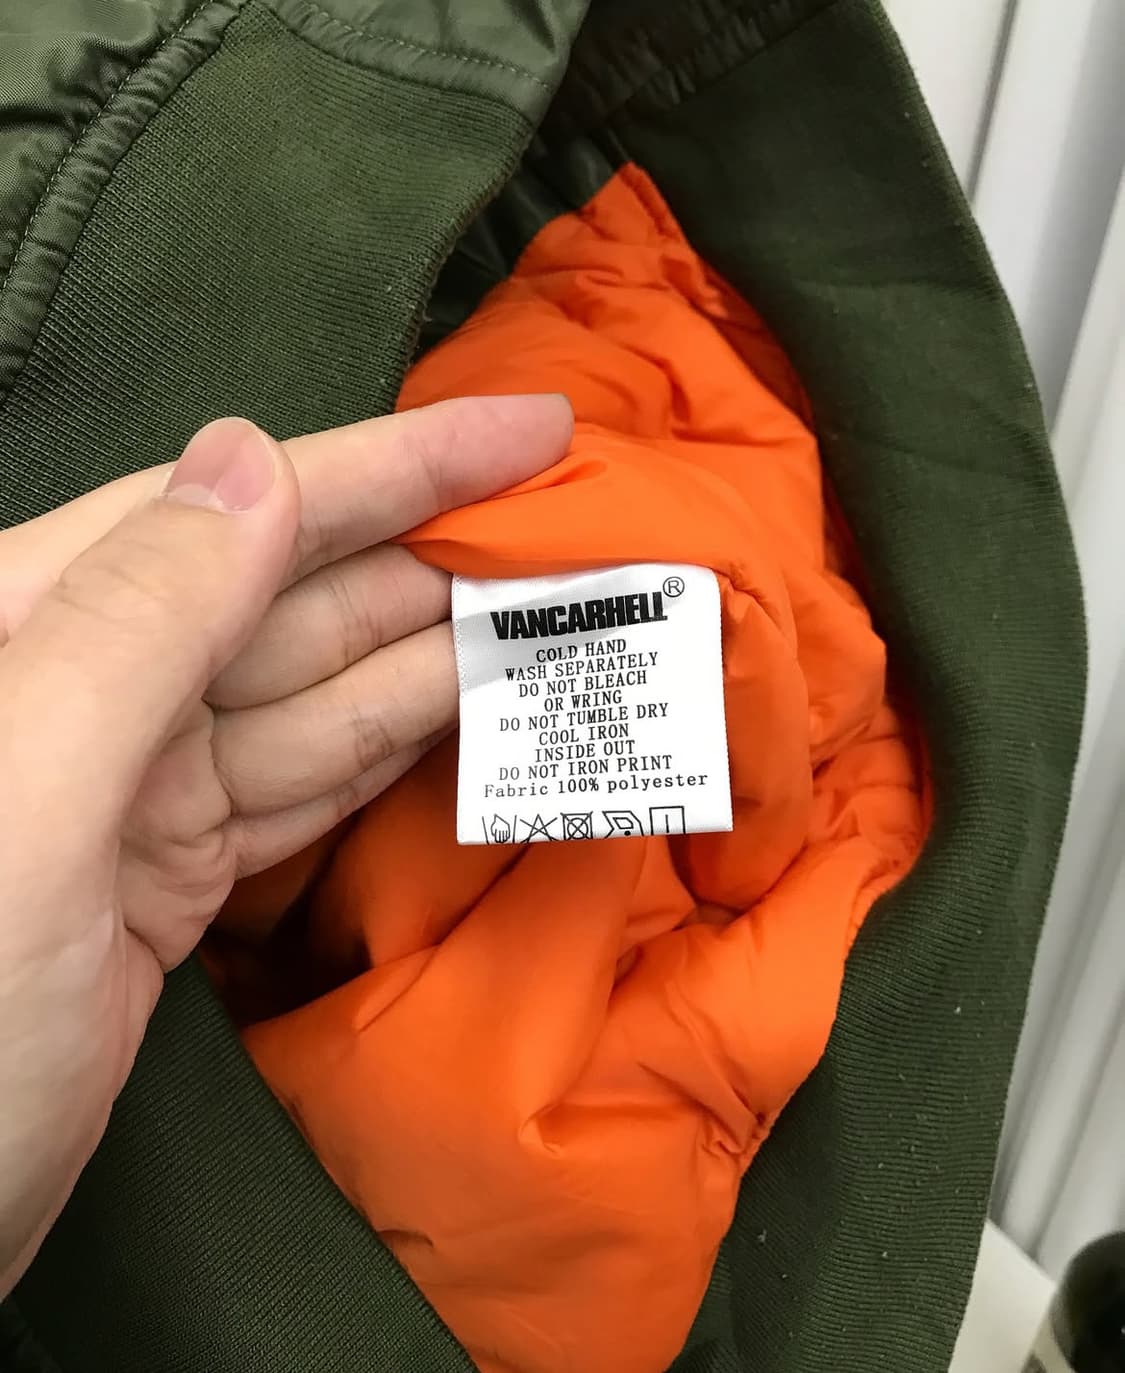 VANCARHELL®
COLD HAND
WASH SEPARATELY
DO NOT BLEACH
OR WRING
DO NOT TUMBLE DRY
COOL IRON
INSIDE OUT
DO NOT IRON PRINT
Fabric 100% polyester